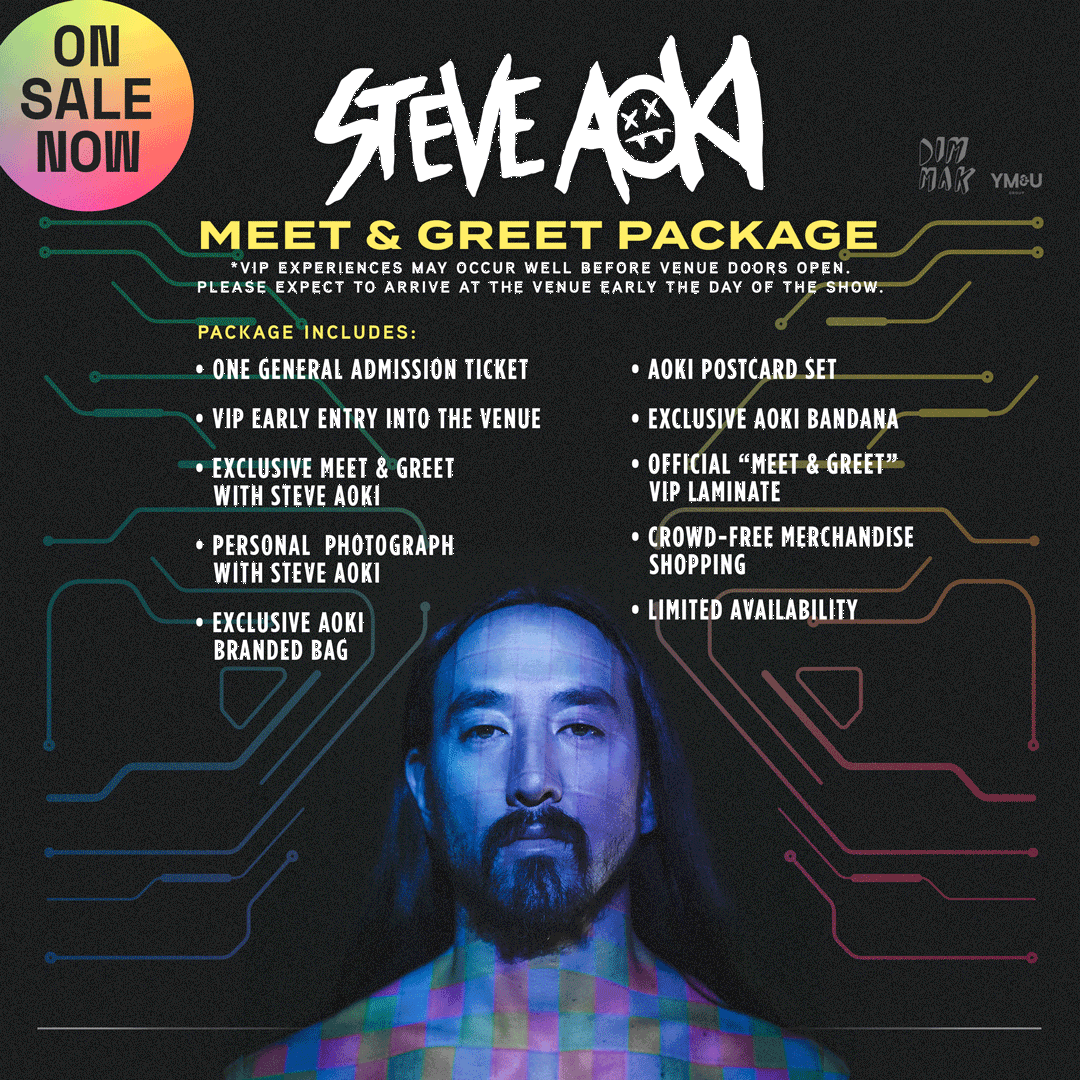 ON
SALE
NOW
STEVE AOKI
DIM
MAK
YM&U
GROUP
MEET & GREET PACKAGE
*VIP EXPERIENCES MAY OCCUR WELL BEFORE VENUE DOORS OPEN.
PLEASE EXPECT TO ARRIVE AT THE VENUE EARLY THE DAY OF THE SHOW.
PACKAGE INCLUDES:
• ONE GENERAL ADMISSION TICKET
• VIP EARLY ENTRY INTO THE VENUE
• EXCLUSIVE MEET & GREET
WITH STEVE AOKI
• PERSONAL PHOTOGRAPH
WITH STEVE AOKI
• EXCLUSIVE AOKI
BRANDED BAG
• AOKI POSTCARD SET
• EXCLUSIVE AOKI BANDANA
• OFFICIAL “MEET & GREET”
VIP LAMINATE
• CROWD-FREE MERCHANDISE
SHOPPING
• LIMITED AVAILABILITY